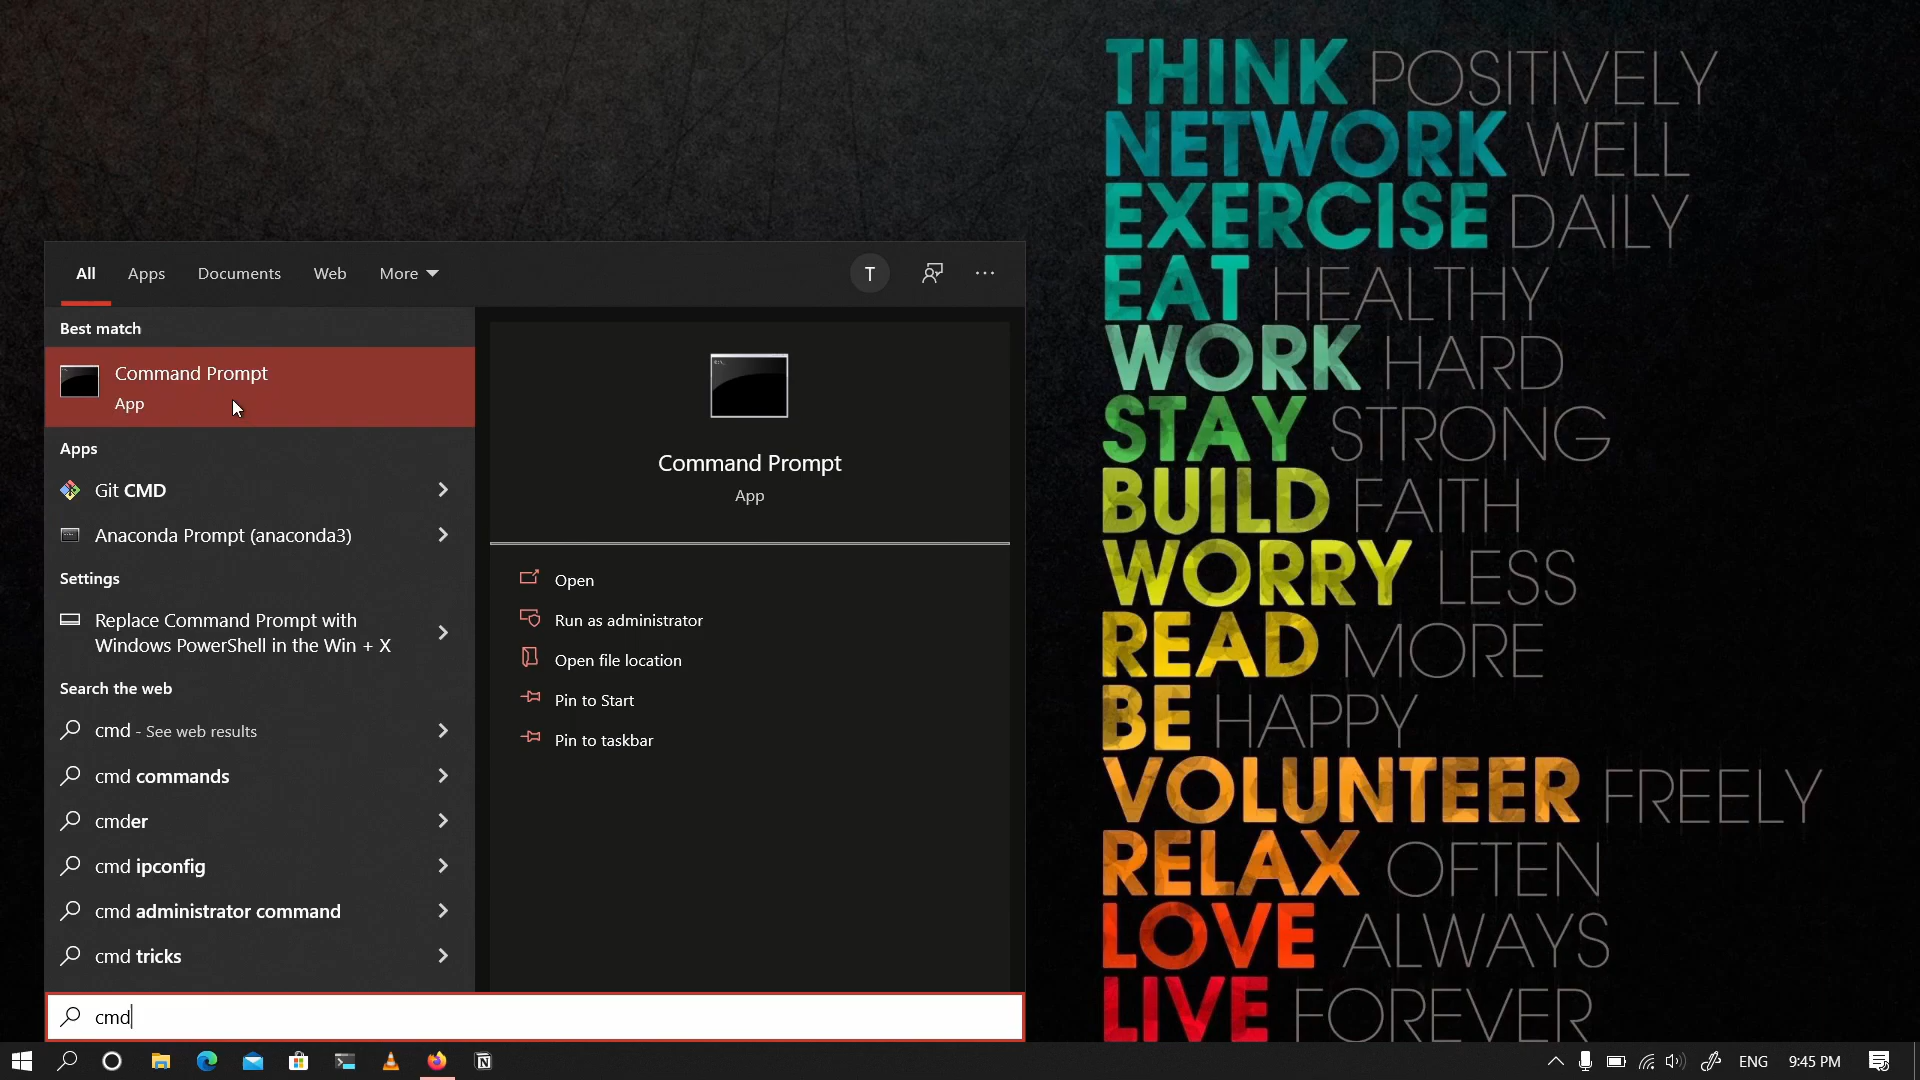 THINK POSITIVELY
NETWORK WELL
EXERCISE DAILY
EAT HEALTHY
WORK HARD
STAY STRONG
BUILD FAITH
WORRY LESS
READ MORE
BE HAPPY
VOLUNTEER FREELY
RELAX OFTEN
LOVE ALWAYS
LIVE FOREVER
All Apps Documents Web More T
Best match
Command Prompt
App
Apps
Git CMD
Anaconda Prompt (anaconda3)
Settings
Replace Command Prompt with
Windows PowerShell in the Win + X
Search the web
cmd - See web results
cmd commands
cmder
cmd ipconfig
cmd administrator command
cmd tricks
Command Prompt
App
Open
Run as administrator
Open file location
Pin to Start
Pin to taskbar
cmd
ENG 9:45 PM